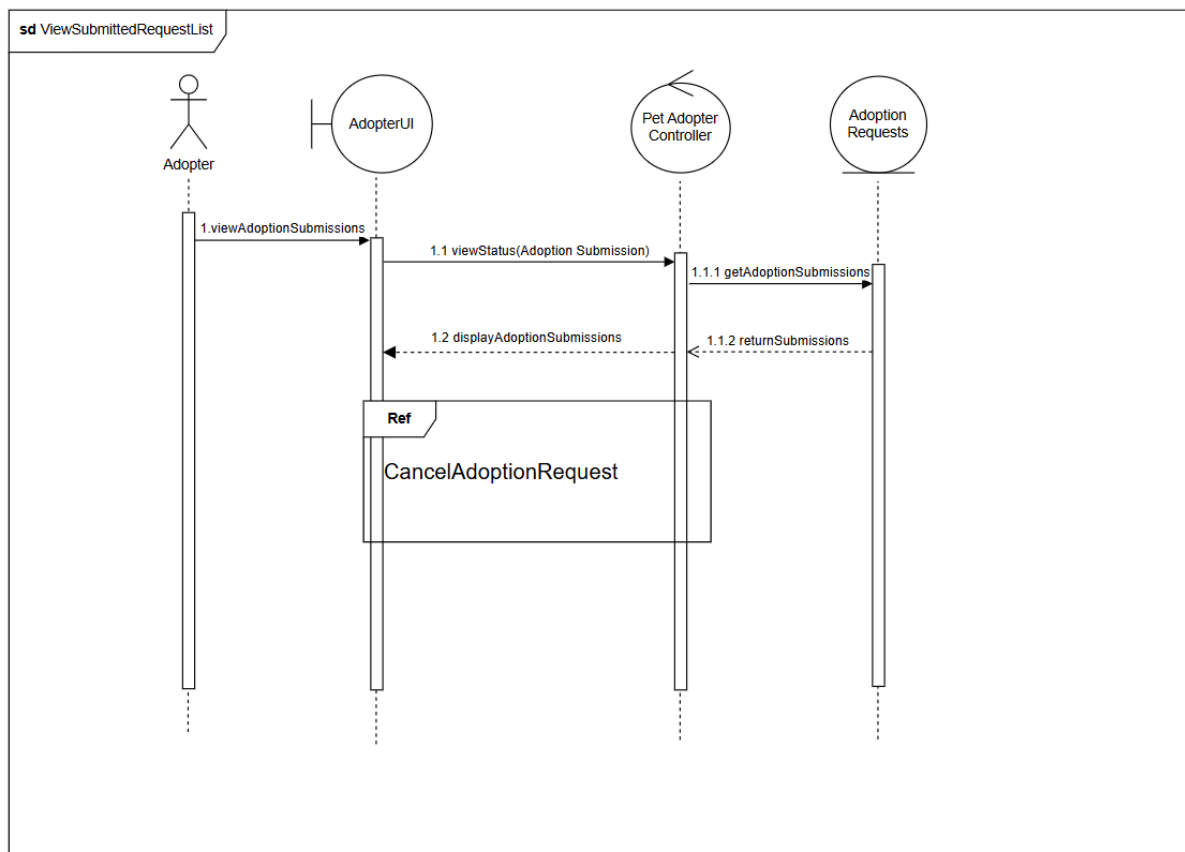 sd ViewSubmittedRequestList
Adopter
AdopterUI
Pet Adopter
Controller
Adoption
Requests
1.viewAdoptionSubmissions
1.1 viewStatus(Adoption Submission)
1.1.1 getAdoptionSubmissions
1.2 displayAdoptionSubmissions
1.1.2 returnSubmissions
Ref
CancelAdoptionRequest